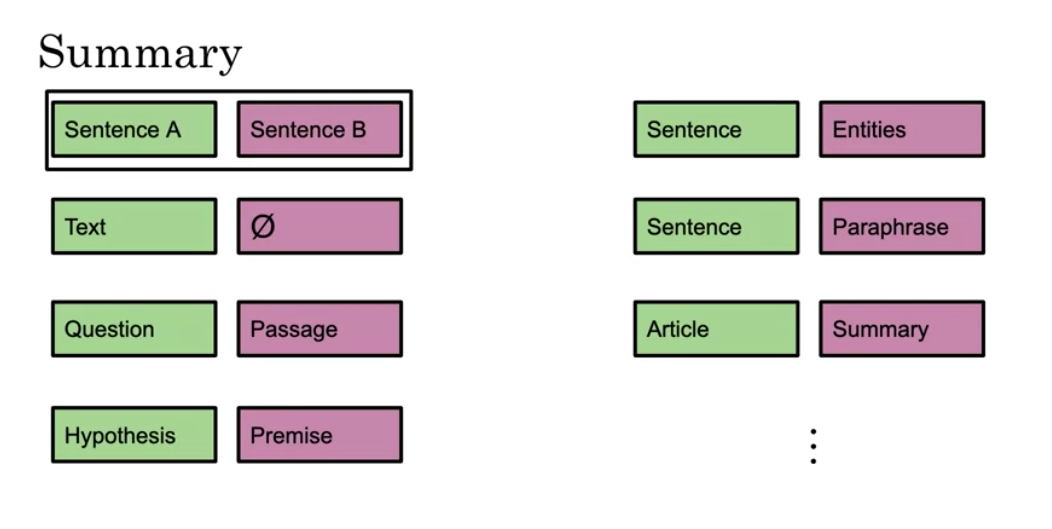 Summary
Sentence A Sentence B
Text Ø
Question Passage
Hypothesis Premise
Sentence Entities
Sentence Paraphrase
Article Summary
⋮